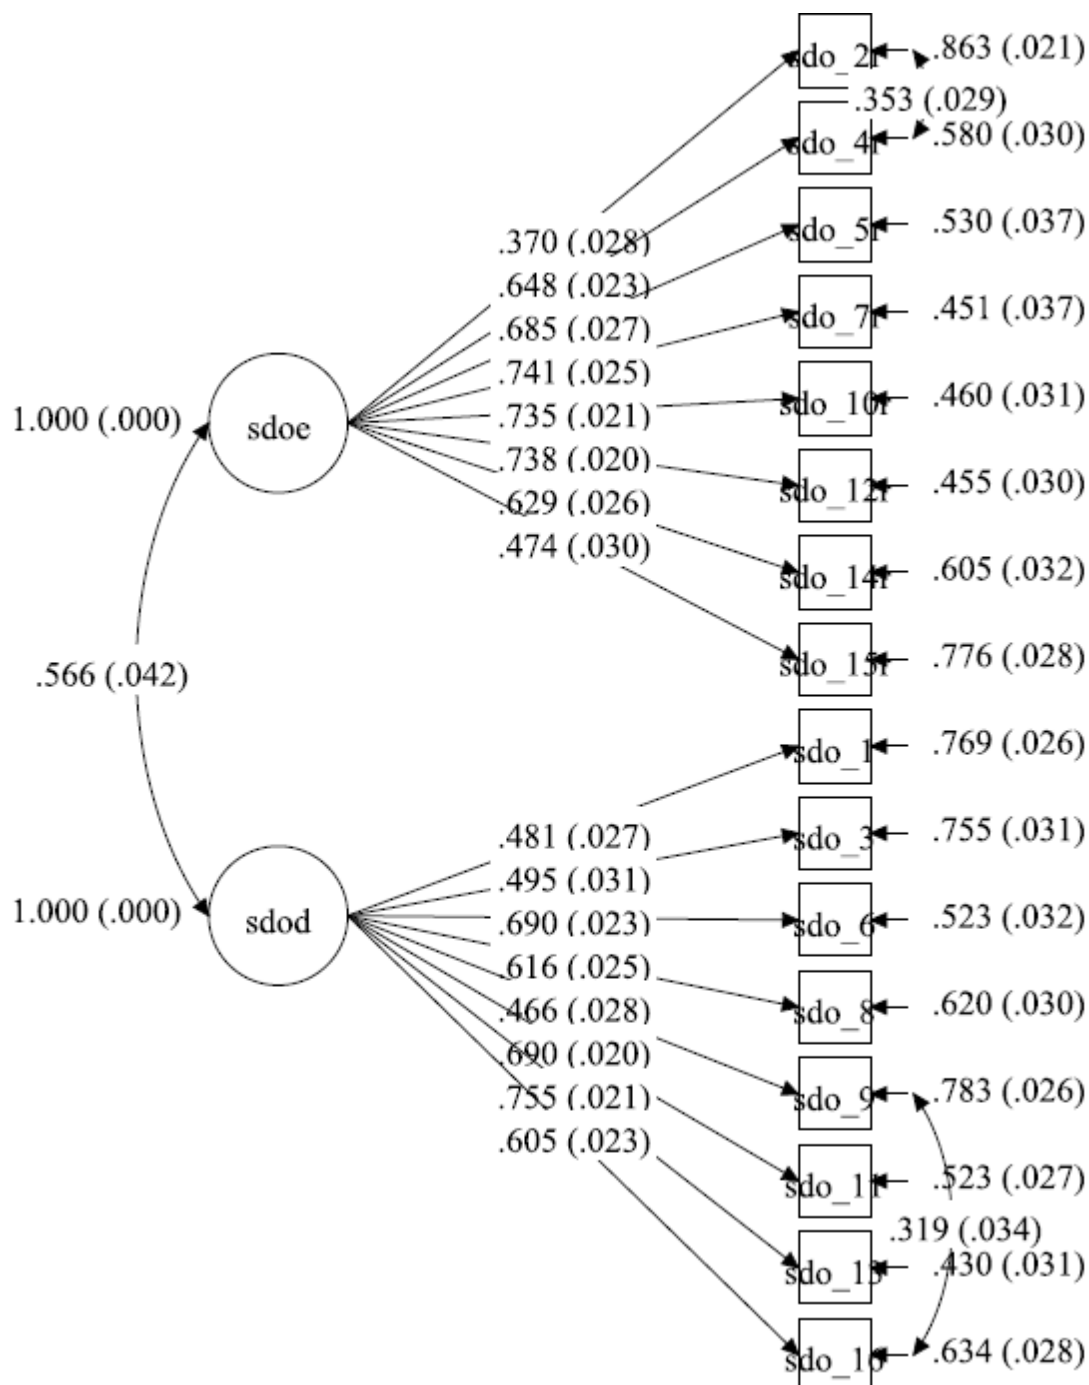 sdo_2r
.863 (.021)
.353 (.029)
sdo_4r
.580 (.030)
sdo_5r
.530 (.037)
.370 (.028)
.648 (.023)
.685 (.027)
.741 (.025)
.735 (.021)
.738 (.020)
.629 (.026)
.474 (.030)
sdo_7r
.451 (.037)
1.000 (.000)
sdoe
sdo_10r
.460 (.031)
sdo_12r
.455 (.030)
sdo_14r
.605 (.032)
sdo_15r
.776 (.028)
.566 (.042)
sdo_1
.769 (.026)
sdo_3
.755 (.031)
.481 (.027)
.495 (.031)
.690 (.023)
.616 (.025)
.466 (.028)
.690 (.020)
.755 (.021)
.605 (.023)
1.000 (.000)
sdod
sdo_6
.523 (.032)
sdo_8
.620 (.030)
sdo_9
.783 (.026)
sdo_11
.523 (.027)
.319 (.034)
sdo_13
.430 (.031)
sdo_16
.634 (.028)